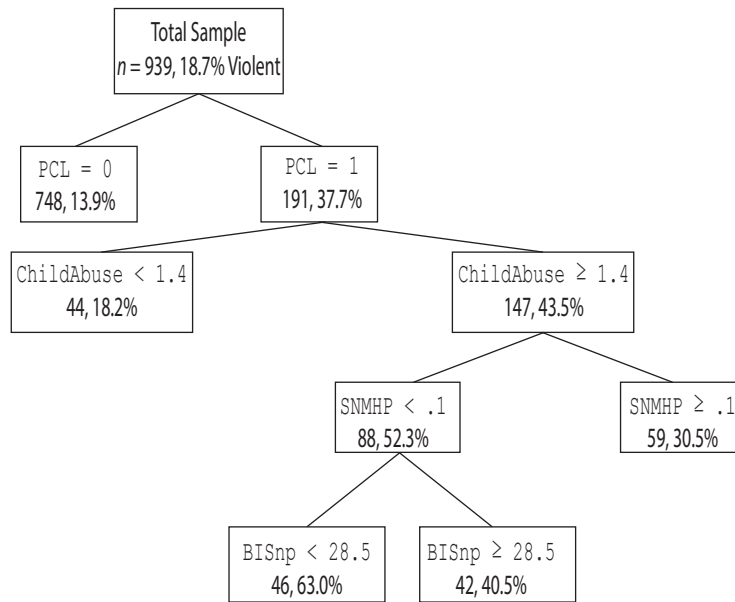 Total Sample
n = 939, 18.7% Violent
PCL = 0
748, 13.9%
PCL = 1
191, 37.7%
ChildAbuse < 1.4
44, 18.2%
ChildAbuse ≥ 1.4
147, 43.5%
SNMHP < .1
88, 52.3%
SNMHP ≥ .1
59, 30.5%
BISnp < 28.5
46, 63.0%
BISnp ≥ 28.5
42, 40.5%